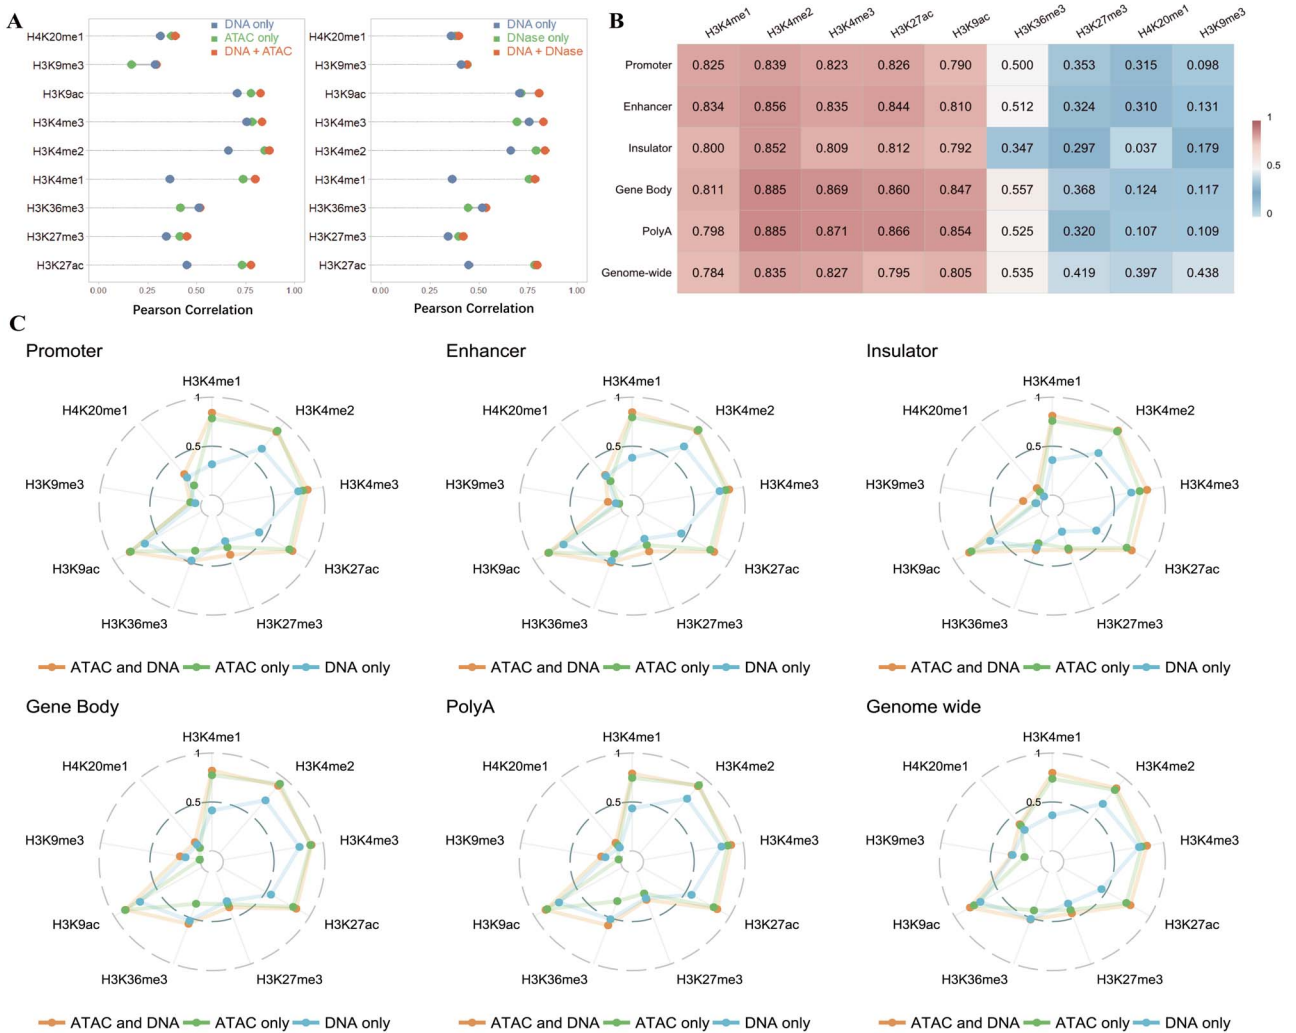 A
DNA only
ATAC only
DNA + ATAC
H4K20me1
H3K9me3
H3K9ac
H3K4me3
H3K4me2
H3K4me1
H3K36me3
H3K27me3
H3K27ac
0.00 0.25 0.50 0.75 1.00
Pearson Correlation
DNA only
DNase only
DNA + DNase
H4K20me1
H3K9me3
H3K9ac
H3K4me3
H3K4me2
H3K4me1
H3K36me3
H3K27me3
H3K27ac
0.00 0.25 0.50 0.75 1.00
Pearson Correlation
B
H3K4me1 H3K4me2 H3K4me3 H3K27ac H3K9ac H3K36me3 H3K27me3 H4K20me1 H3K9me3
Promoter 0.825 0.839 0.823 0.826 0.790 0.500 0.353 0.315 0.098
Enhancer 0.834 0.856 0.835 0.844 0.810 0.512 0.324 0.310 0.131
Insulator 0.800 0.852 0.809 0.812 0.792 0.347 0.297 0.037 0.179
Gene Body 0.811 0.885 0.869 0.860 0.847 0.557 0.368 0.124 0.117
PolyA 0.798 0.885 0.871 0.866 0.854 0.525 0.320 0.107 0.109
Genome-wide 0.784 0.835 0.827 0.795 0.805 0.535 0.419 0.397 0.438
1
0.5
0
C
Promoter
H3K4me1
H4K20me1 1 H3K4me2
0.5
H3K9me3 H3K4me3
H3K9ac H3K27ac
H3K36me3 H3K27me3
ATAC and DNA ATAC only DNA only
Enhancer
H3K4me1
H4K20me1 1 H3K4me2
0.5
H3K9me3 H3K4me3
H3K9ac H3K27ac
H3K36me3 H3K27me3
ATAC and DNA ATAC only DNA only
Insulator
H3K4me1
H4K20me1 1 H3K4me2
0.5
H3K9me3 H3K4me3
H3K9ac H3K27ac
H3K36me3 H3K27me3
ATAC and DNA ATAC only DNA only
Gene Body
H3K4me1
H4K20me1 1 H3K4me2
0.5
H3K9me3 H3K4me3
H3K9ac H3K27ac
H3K36me3 H3K27me3
ATAC and DNA ATAC only DNA only
PolyA
H3K4me1
H4K20me1 1 H3K4me2
0.5
H3K9me3 H3K4me3
H3K9ac H3K27ac
H3K36me3 H3K27me3
ATAC and DNA ATAC only DNA only
Genome wide
H3K4me1
H4K20me1 1 H3K4me2
0.5
H3K9me3 H3K4me3
H3K9ac H3K27ac
H3K36me3 H3K27me3
ATAC and DNA ATAC only DNA only